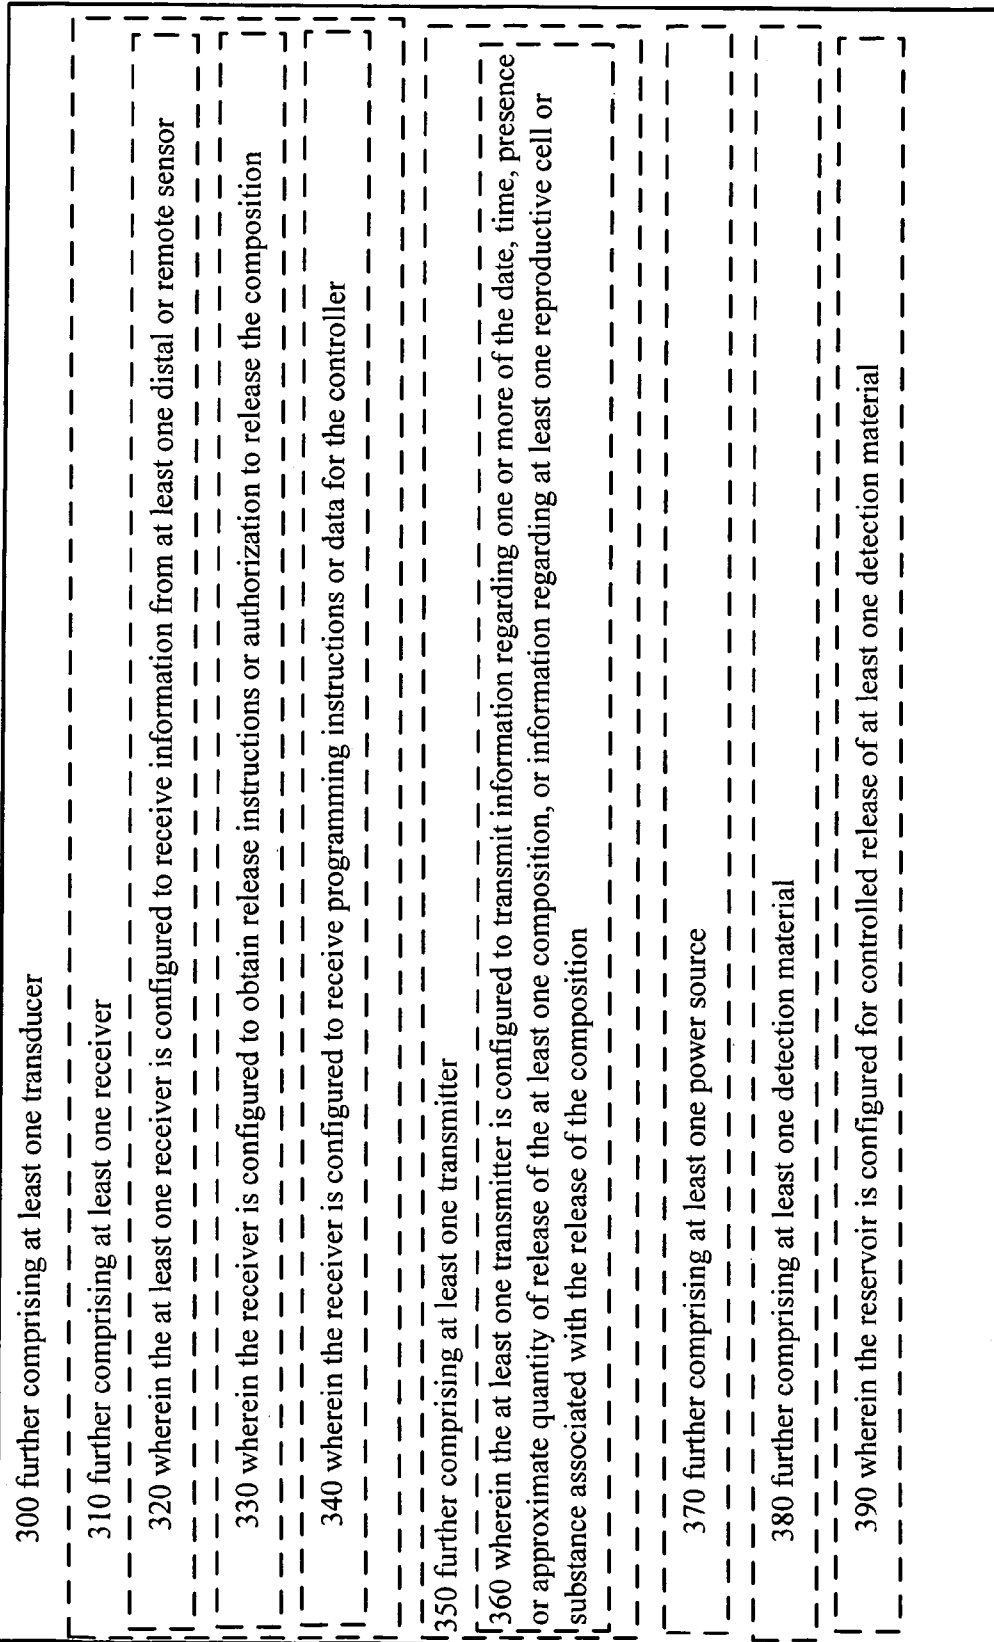 300 further comprising at least one transducer
310 further comprising at least one receiver
320 wherein the at least one receiver is configured to receive information from at least one distal or remote sensor
330 wherein the receiver is configured to obtain release instructions or authorization to release the composition
340 wherein the receiver is configured to receive programming instructions or data for the controller
350 further comprising at least one transmitter
360 wherein the at least one transmitter is configured to transmit information regarding one or more of the date, time, presence
or approximate quantity of release of the at least one composition, or information regarding at least one reproductive cell or
substance associated with the release of the composition
370 further comprising at least one power source
380 further comprising at least one detection material
390 wherein the reservoir is configured for controlled release of at least one detection material